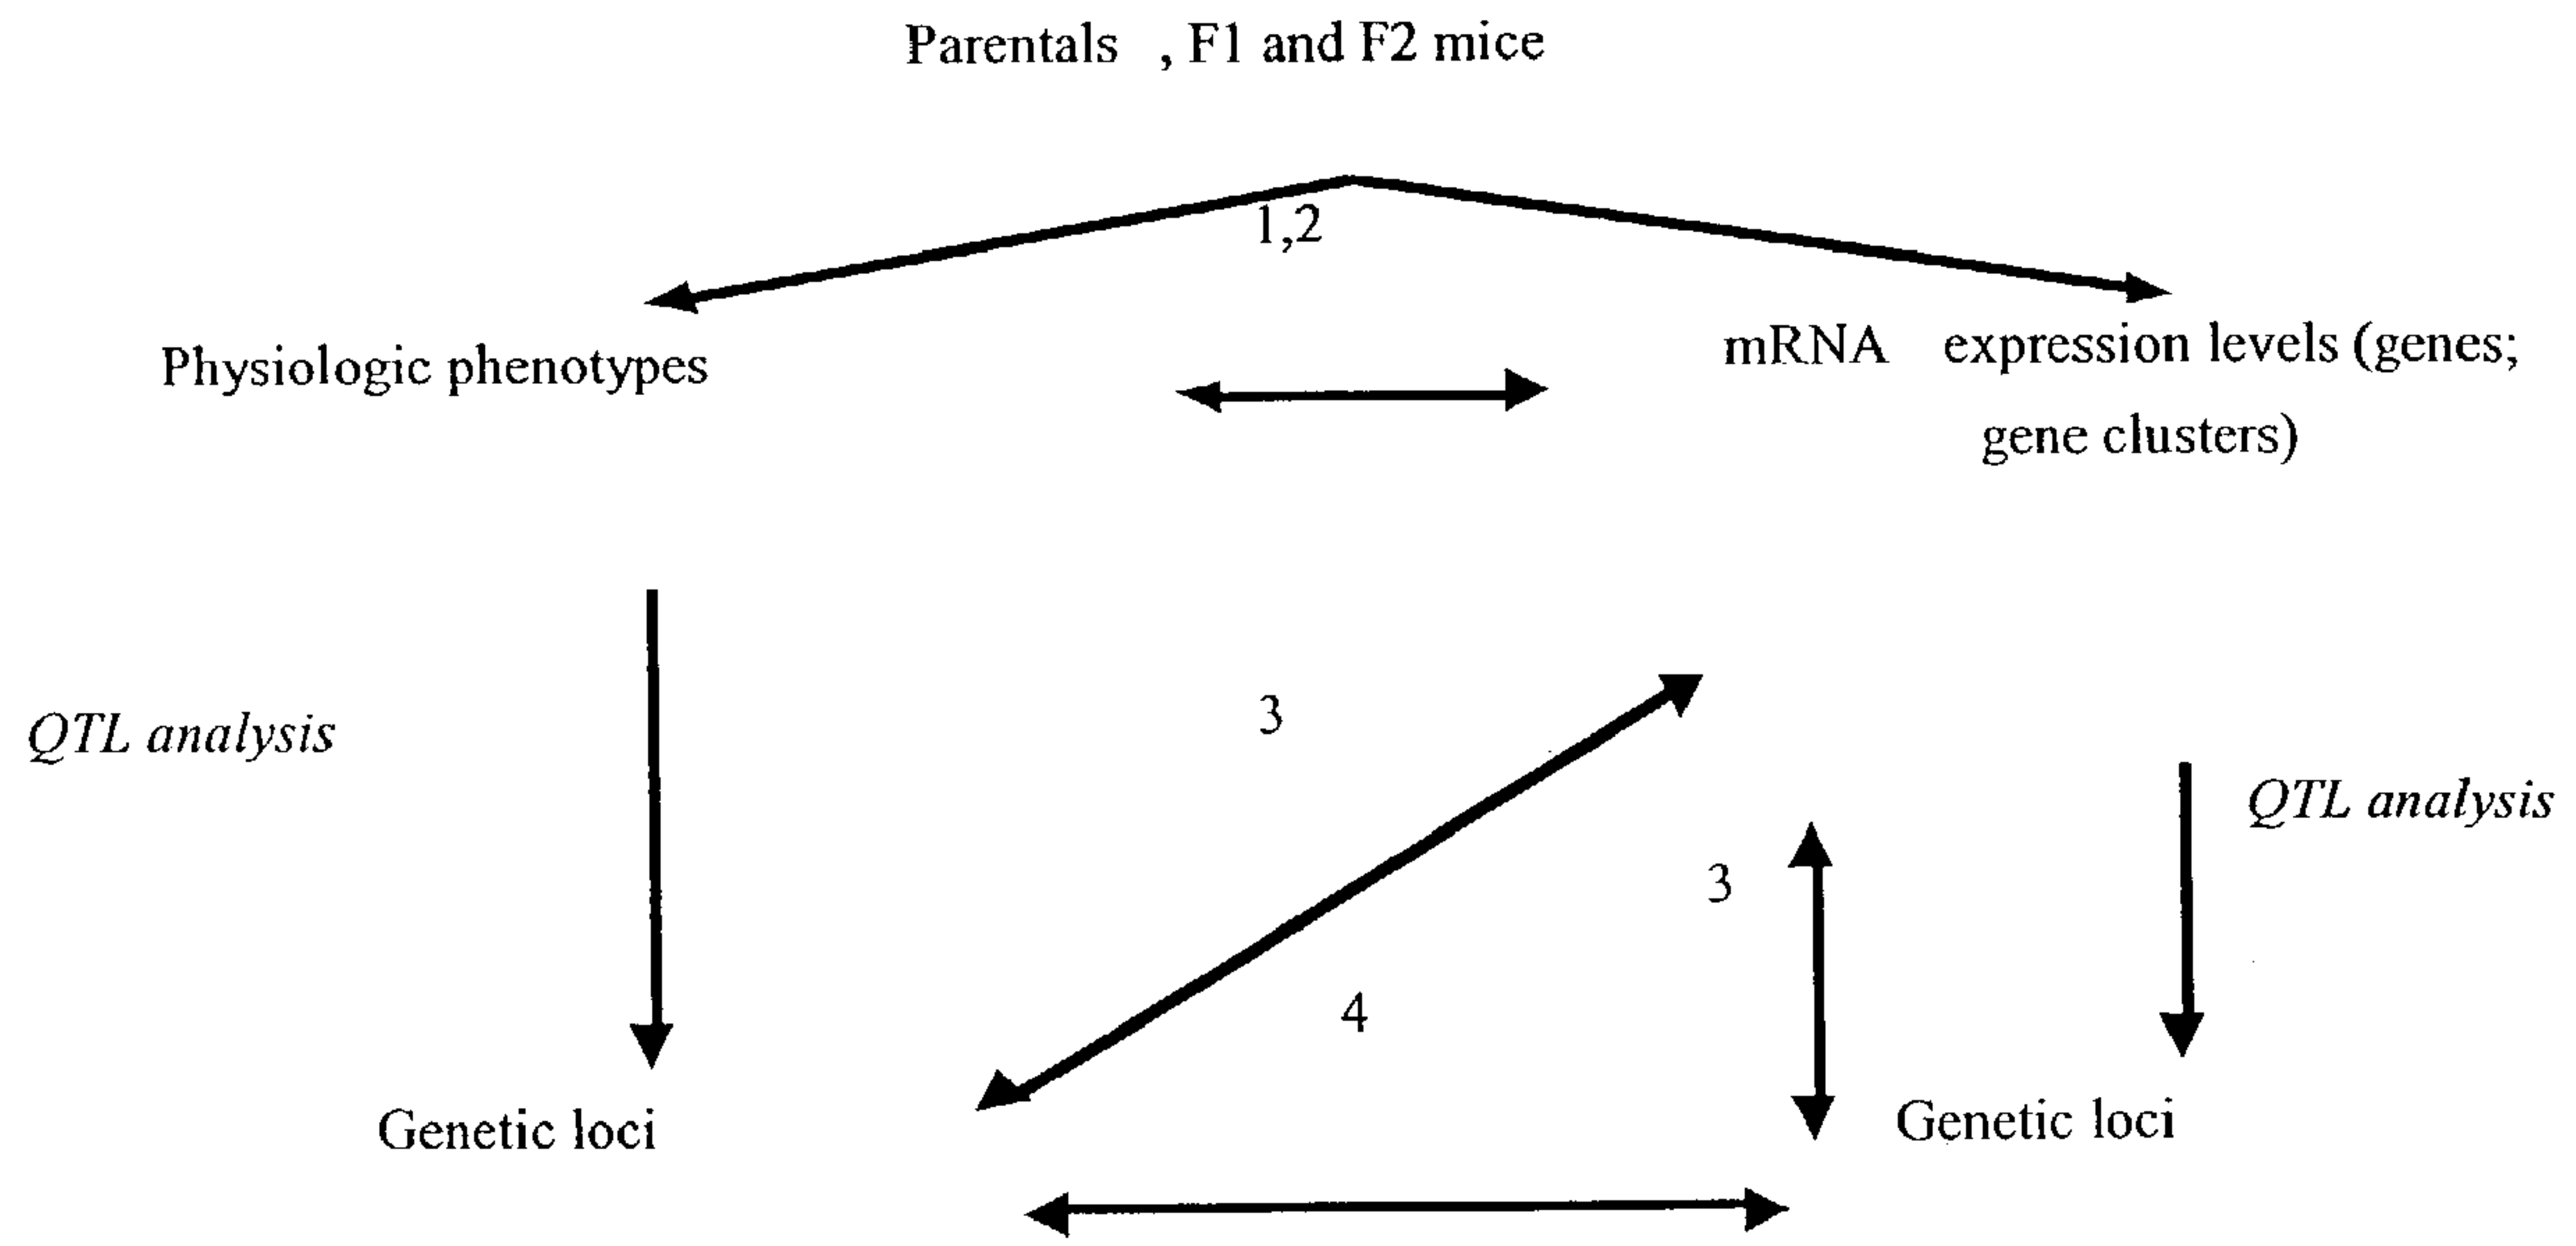 Parentals , F1 and F2 mice
1,2
Physiologic phenotypes
mRNA expression levels (genes;
gene clusters)
QTL analysis
3
QTL analysis
3
4
Genetic loci
Genetic loci